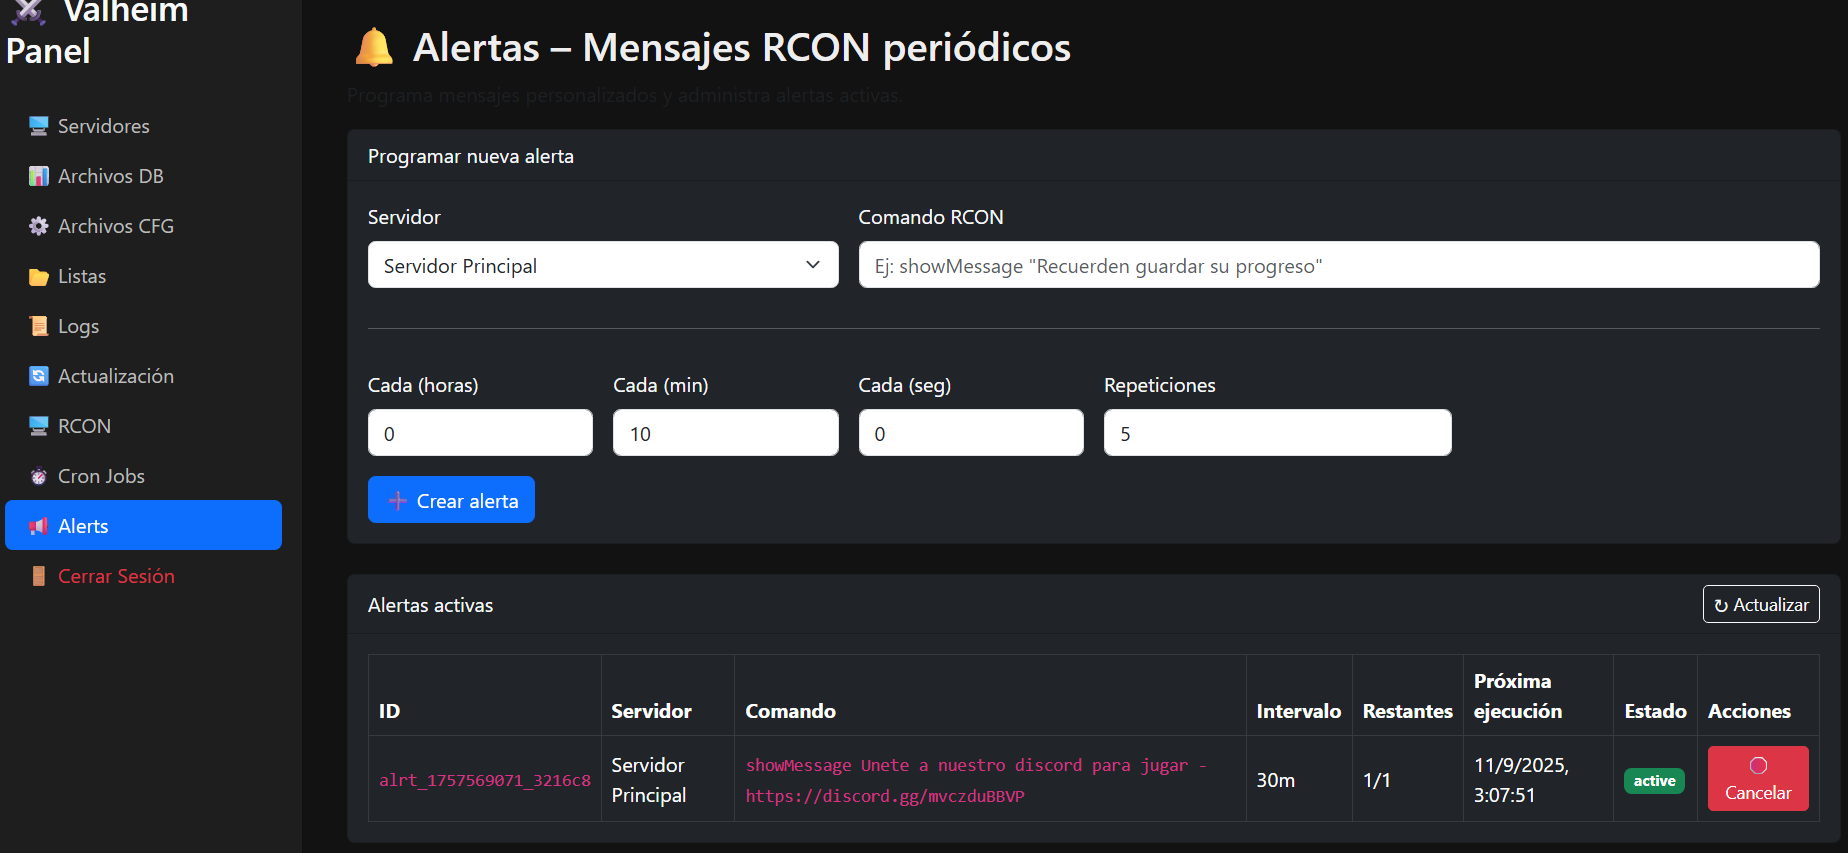 Valheim
Panel
Servidores
Archivos DB
Archivos CFG
Listas
Logs
Actualización
RCON
Cron Jobs
Alerts
Cerrar Sesión
Alertas – Mensajes RCON periódicos
Programa mensajes personalizados y administra alertas activas.
Programar nueva alerta
Servidor
Comando RCON
Servidor Principal
Ej: showMessage "Recuerden guardar su progreso"
Cada (horas)
Cada (min)
Cada (seg)
Repeticiones
0
10
0
5
Crear alerta
Alertas activas
↻ Actualizar
ID
Servidor
Comando
Intervalo
Restantes
Próxima
ejecución
Estado
Acciones
alrt_1757569071_3216c8
Servidor
Principal
showMessage Unete a nuestro discord para jugar -
https://discord.gg/mvczduBBVP
30m
1/1
11/9/2025,
3:07:51
active
Cancelar